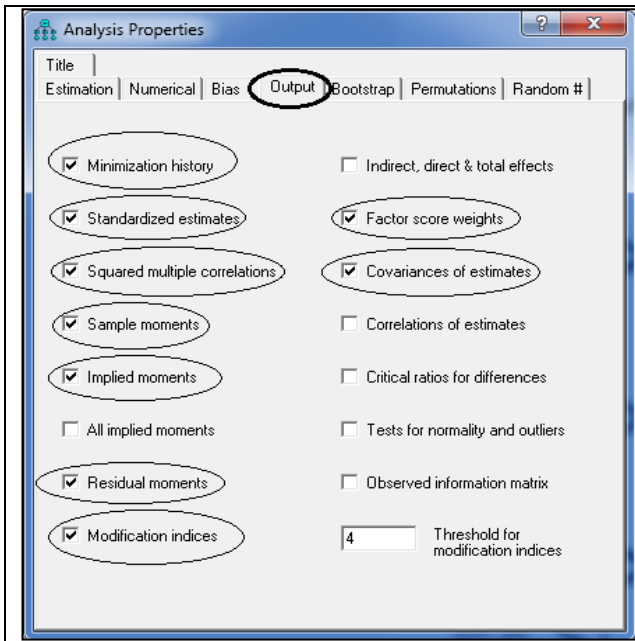 Analysis Properties
?
Title
Estimation Numerical Bias Output Bootstrap Permutations Random #
Minimization history
Indirect, direct & total effects
Standardized estimates
Factor score weights
Squared multiple correlations
Covariances of estimates
Sample moments
Correlations of estimates
Implied moments
Critical ratios for differences
All implied moments
Tests for normality and outliers
Residual moments
Observed information matrix
Modification indices
4
Threshold for
modification indices